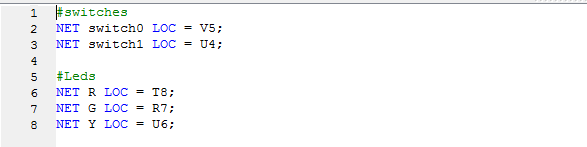 1 #switches
2 NET switch0 LOC = V5;
3 NET switch1 LOC = U4;
4
5 #Leds
6 NET R LOC = T8;
7 NET G LOC = R7;
8 NET Y LOC = U6;